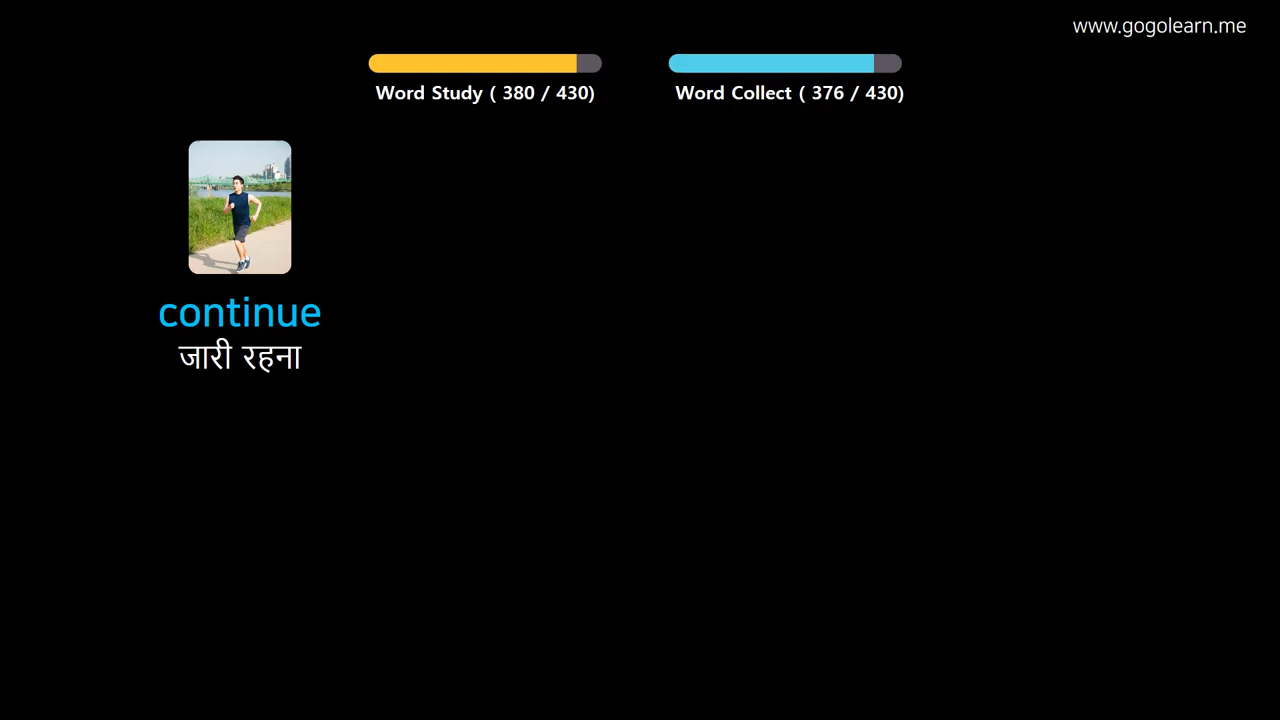 www.gogolearn.me
Word Study ( 380 / 430)
Word Collect ( 376 / 430)
continue
जारी रहना